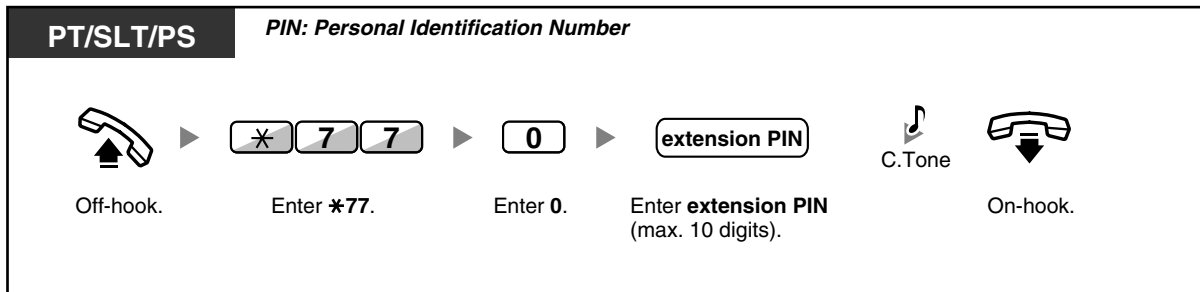 PT/SLT/PS
PIN: Personal Identification Number
* 7 7 0 extension PIN
C.Tone
Off-hook. Enter *77. Enter 0. Enter extension PIN On-hook.
(max. 10 digits).